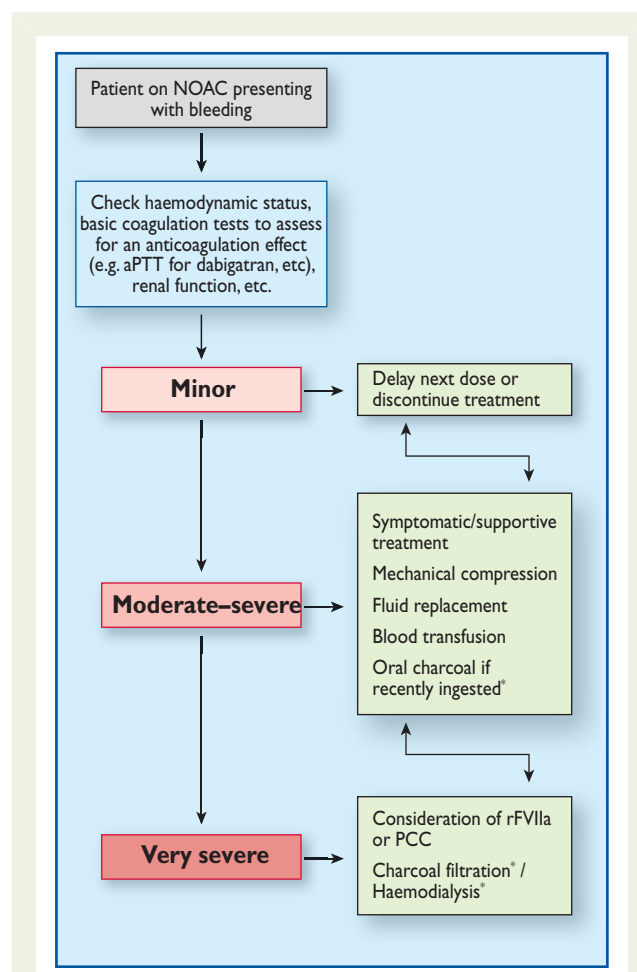 Patient on NOAC presenting
with bleeding
Check haemodynamic status,
basic coagulation tests to assess
for an anticoagulation effect
(e.g. aPTT for dabigatran, etc),
renal function, etc.
Minor
Delay next dose or
discontinue treatment
Moderate–severe
Symptomatic/supportive
treatment
Mechanical compression
Fluid replacement
Blood transfusion
Oral charcoal if
recently ingested*
Very severe
Consideration of rFVIIa
or PCC
Charcoal filtration* /
Haemodialysis*